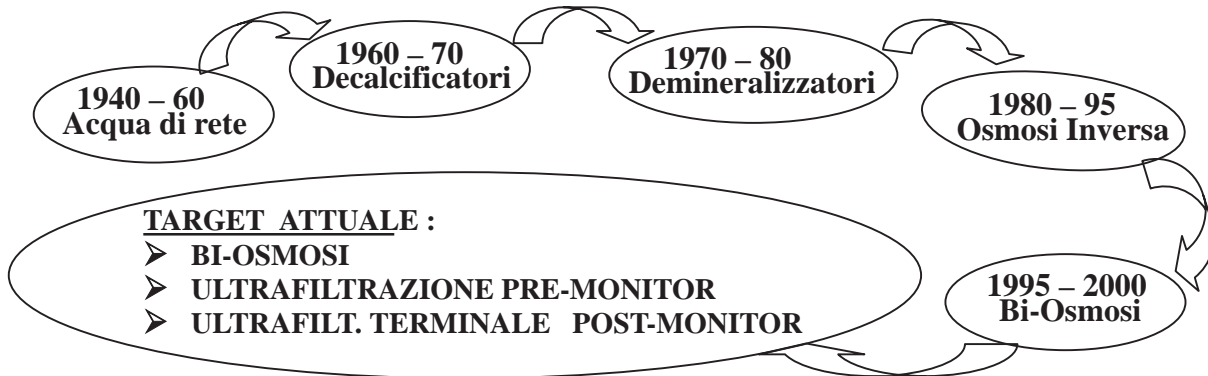 1940 – 60
Acqua di rete
1960 – 70
Decalcificatori
1970 – 80
Demineralizzatori
1980 – 95
Osmosi Inversa
1995 – 2000
Bi-Osmosi
TARGET ATTUALE :
➢ BI-OSMOSI
➢ ULTRAFILTRAZIONE PRE-MONITOR
➢ ULTRAFILT. TERMINALE POST-MONITOR